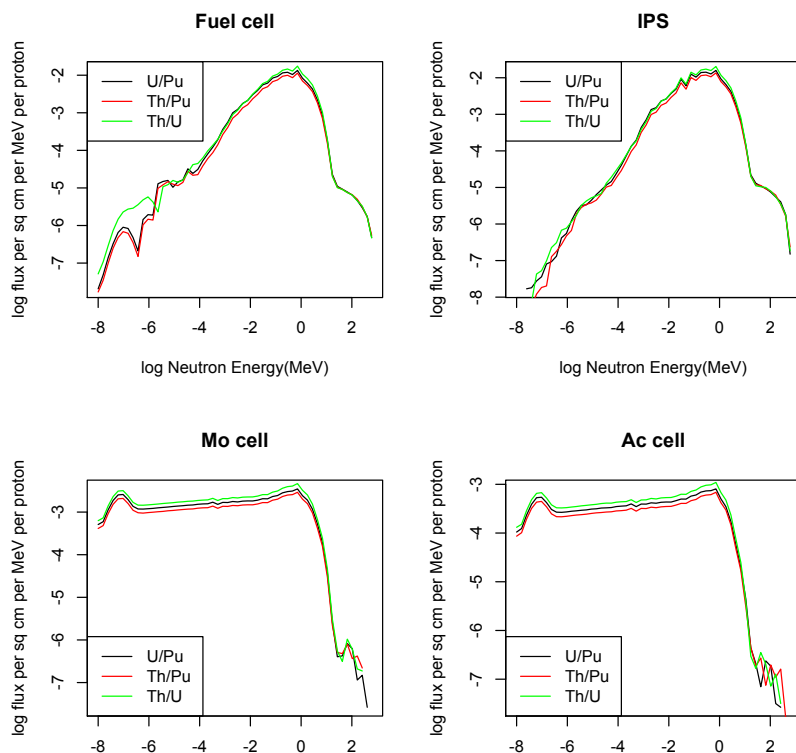 Fuel cell
log flux per sq cm per MeV per proton
-2
-3
-4
-5
-6
-7
U/Pu
Th/Pu
Th/U
-8 -6 -4 -2 0 2
log Neutron Energy(MeV)
IPS
log flux per sq cm per MeV per proton
-2
-3
-4
-5
-6
-7
-8
U/Pu
Th/Pu
Th/U
-8 -6 -4 -2 0 2
log Neutron Energy(MeV)
Mo cell
log flux per sq cm per MeV per proton
-3
-4
-5
-6
-7
U/Pu
Th/Pu
Th/U
-8 -6 -4 -2 0 2
Ac cell
log flux per sq cm per MeV per proton
-3
-4
-5
-6
-7
U/Pu
Th/Pu
Th/U
-8 -6 -4 -2 0 2